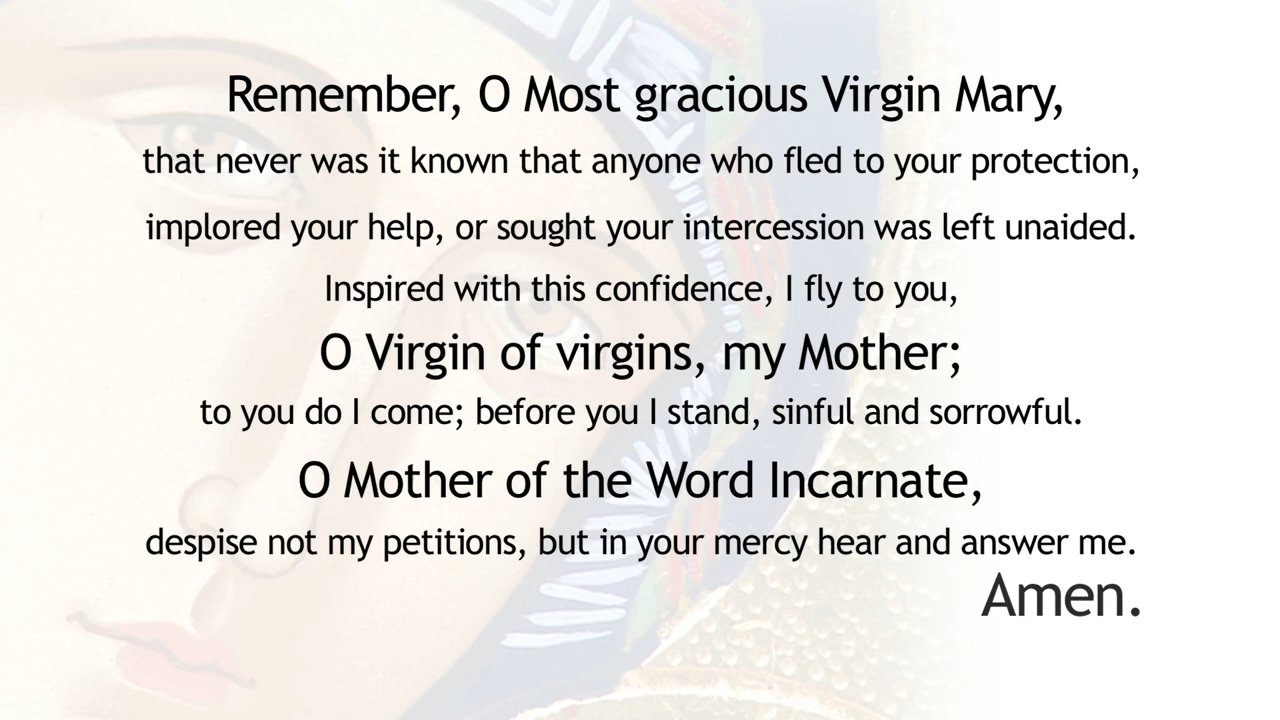 Remember, O Most gracious Virgin Mary,
that never was it known that anyone who fled to your protection,
implored your help, or sought your intercession was left unaided.
Inspired with this confidence, I fly to you,
O Virgin of virgins, my Mother;
to you do I come; before you I stand, sinful and sorrowful.
O Mother of the Word Incarnate,
despise not my petitions, but in your mercy hear and answer me.
Amen.